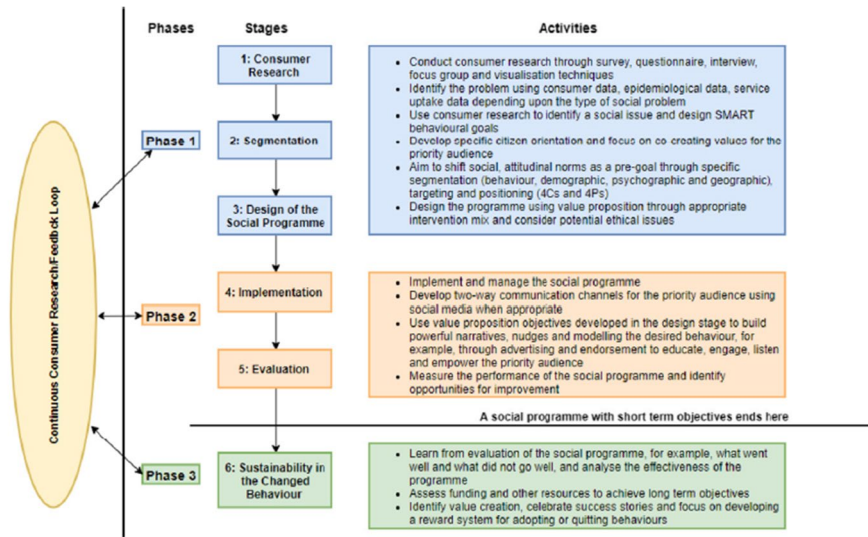 Phases
Stages
Activities
Continuous Consumer Research/Feedback Loop
Phase 1
1: Consumer
Research
2: Segmentation
3: Design of the
Social Programme
• Conduct consumer research through survey, questionnaire, interview,
focus group and visualisation techniques
• Identify the problem using consumer data, epidemiological data, service
uptake data depending upon the type of social problem
• Use consumer research to identify a social issue and design SMART
behavioural goals
• Develop specific citizen orientation and focus on co-creating values for the
priority audience
• Aim to shift social, attitudinal norms as a pre-goal through specific
segmentation (behaviour, demographic, psychographic and geographic),
targeting and positioning (4Cs and 4Ps)
• Design the programme using value proposition through appropriate
intervention mix and consider potential ethical issues
Phase 2
4: Implementation
5: Evaluation
• Implement and manage the social programme
• Develop two-way communication channels for the priority audience using
social media when appropriate
• Use value proposition objectives developed in the design stage to build
powerful narratives, nudges and modelling the desired behaviour, for
example, through advertising and endorsement to educate, engage, listen
and empower the priority audience
• Measure the performance of the social programme and identify
opportunities for improvement
A social programme with short term objectives ends here
Phase 3
6: Sustainability in
the Changed
Behaviour
• Learn from evaluation of the social programme, for example, what went
well and what did not go well, and analyse the effectiveness of the
programme
• Assess funding and other resources to achieve long term objectives
• Identify value creation, celebrate success stories and focus on developing
a reward system for adopting or quitting behaviours